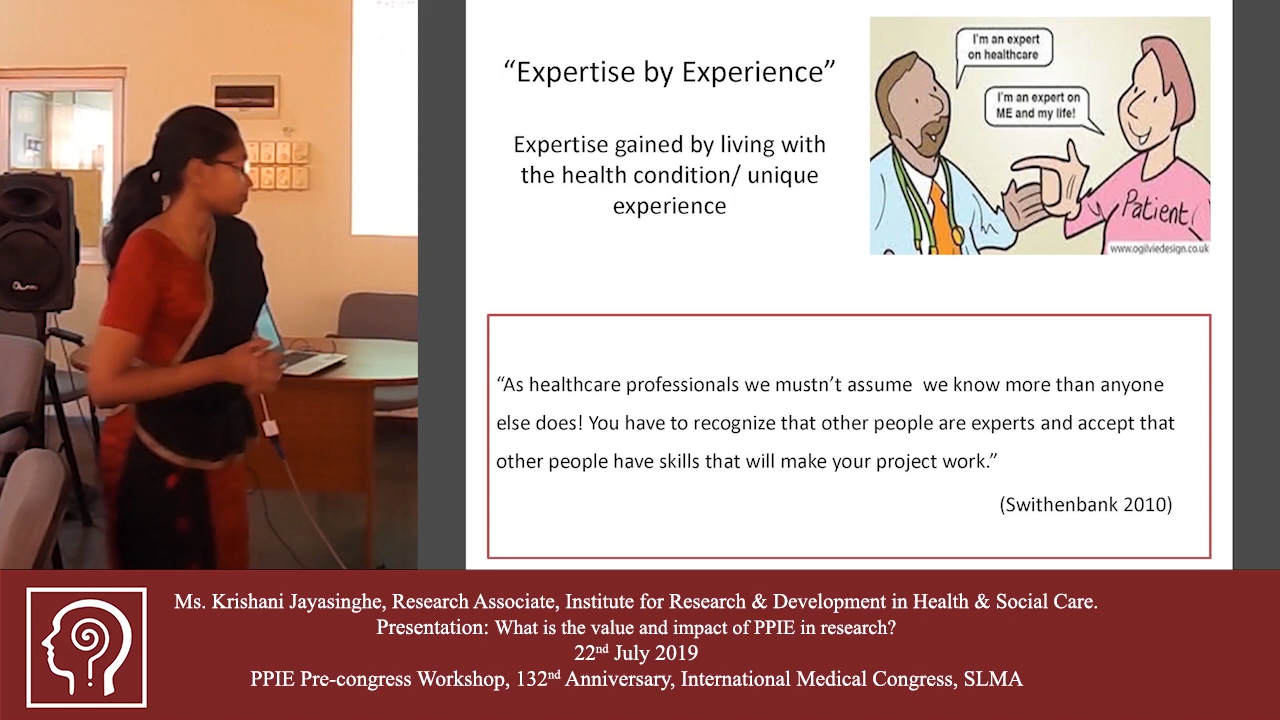 “Expertise by Experience”
Expertise gained by living with
the health condition/ unique
experience
I'm an expert
on healthcare
I'm an expert on
ME and my life!
Patient
www.ogilviedesign.co.uk
“As healthcare professionals we mustn’t assume  we know more than anyone
else does! You have to recognize that other people are experts and accept that
other people have skills that will make your project work.”
(Swithenbank 2010)
Ms. Krishani Jayasinghe, Research Associate, Institute for Research & Development in Health & Social Care.
Presentation: What is the value and impact of PPIE in research?
22nd July 2019
PPIE Pre-congress Workshop, 132nd Anniversary, International Medical Congress, SLMA